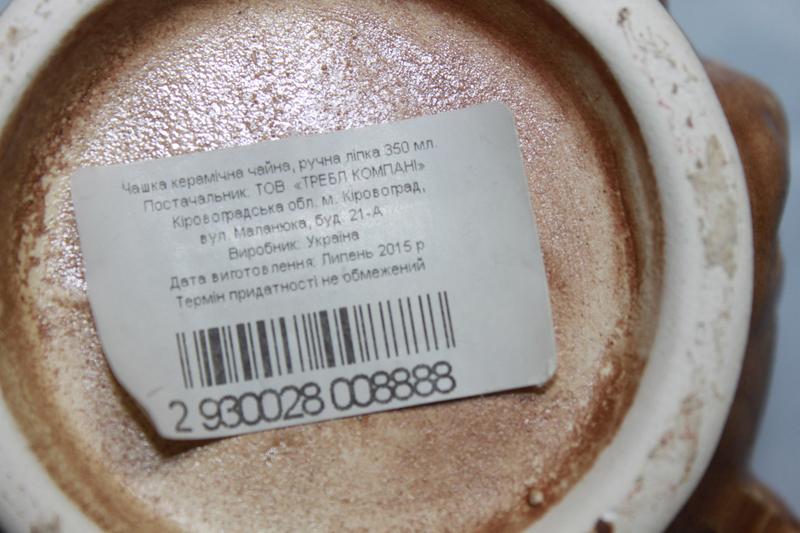 Чашка керамічна чайна, ручна ліпка 350 мл.
Постачальник: ТОВ «ТРЕБЛ КОМПАНІ»
Кіровоградська обл. м. Кіровоград,
вул. Маланюка, буд. 21-А
Виробник: Україна
Дата виготовлення: Липень 2015 р
Термін придатності не обмежений
2 930028 008888